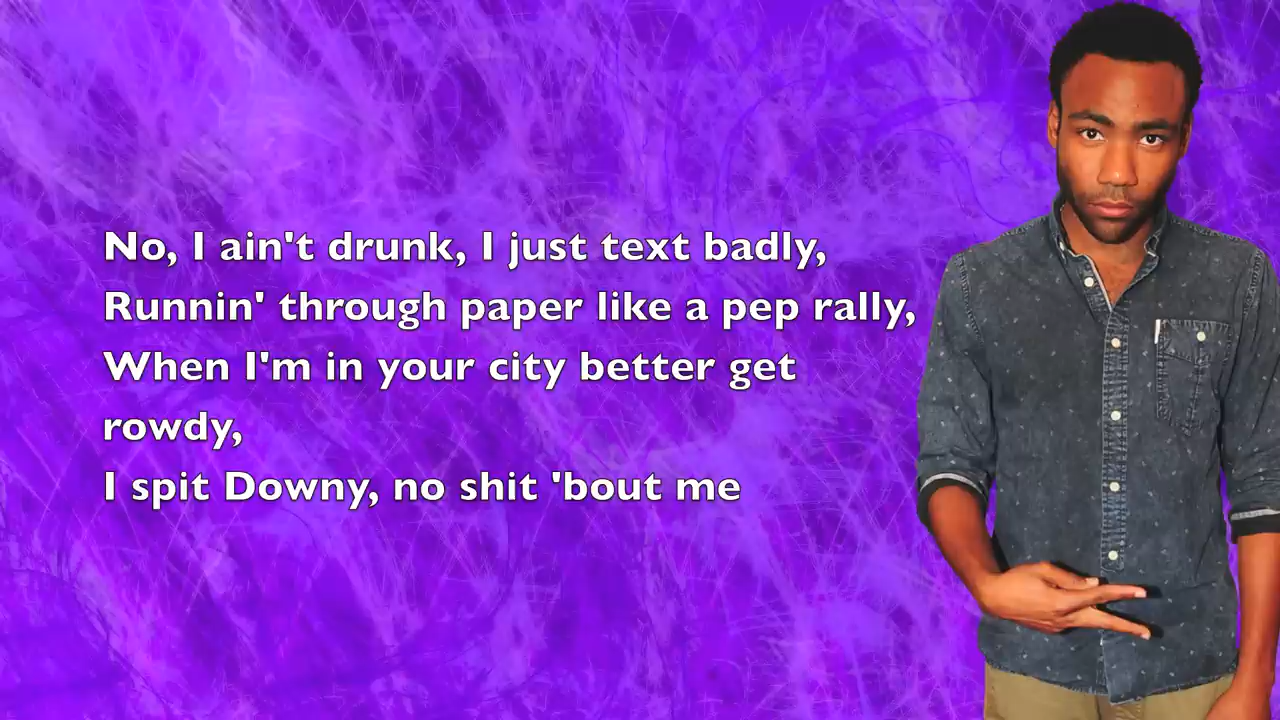 No, I ain't drunk, I just text badly,
Runnin' through paper like a pep rally,
When I'm in your city better get
rowdy,
I spit Downy, no shit 'bout me